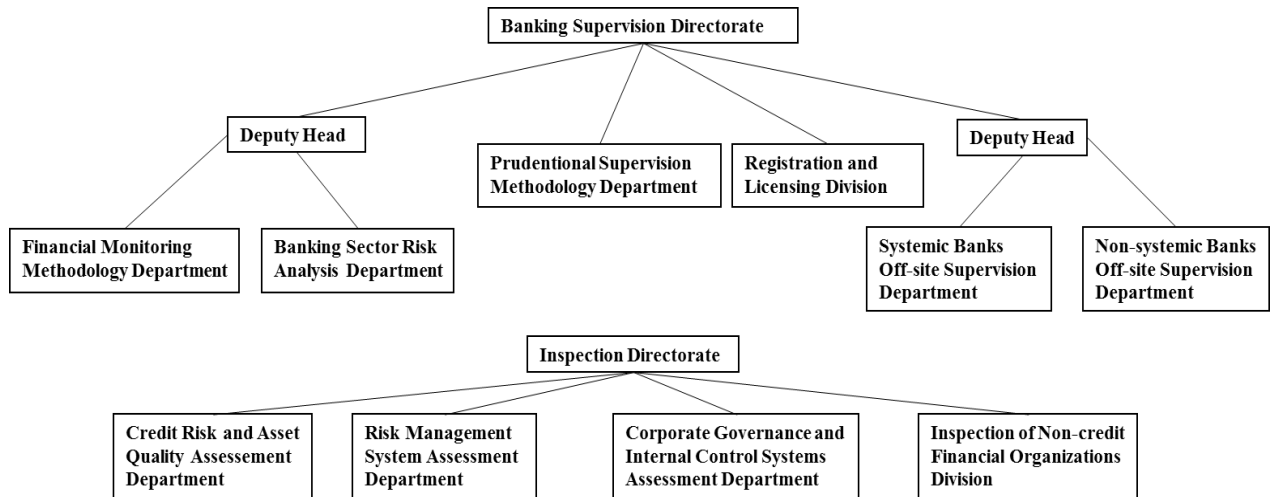 Banking Supervision Directorate
Deputy Head
Deputy Head
Prudentional Supervision
Methodology Department
Registration and
Licensing Division
Financial Monitoring
Methodology Department
Banking Sector Risk
Analysis Department
Systemic Banks
Off-site Supervision
Department
Non-systemic Banks
Off-site Supervision
Department
Inspection Directorate
Credit Risk and Asset
Quality Assessement
Department
Risk Management
System Assessment
Department
Corporate Governance and
Internal Control Systems
Assessment Department
Inspection of Non-credit
Financial Organizations
Division